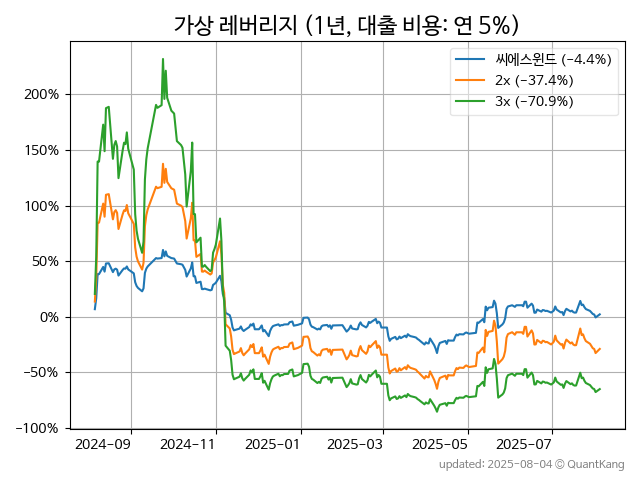 가상 레버리지 (1년, 대출 비용: 연 5%)
씨에스윈드 (−4.4%)
2x (−37.4%)
3x (−70.9%)
200%
150%
100%
50%
0%
−50%
−100%
2024-09 2024-11 2025-01 2025-03 2025-05 2025-07
updated: 2025-08-04 © QuantKang